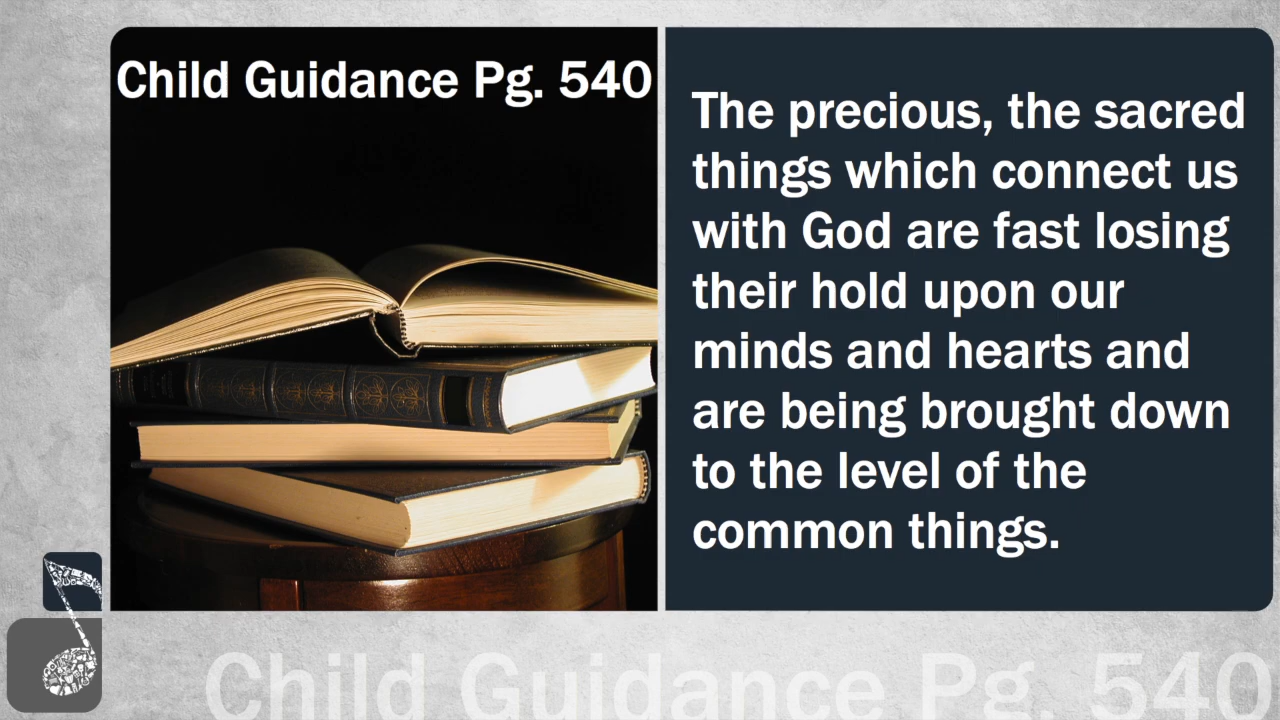 Child Guidance Pg. 540
The precious, the sacred
things which connect us
with God are fast losing
their hold upon our
minds and hearts and
are being brought down
to the level of the
common things.
Child Guidance Pg. 540